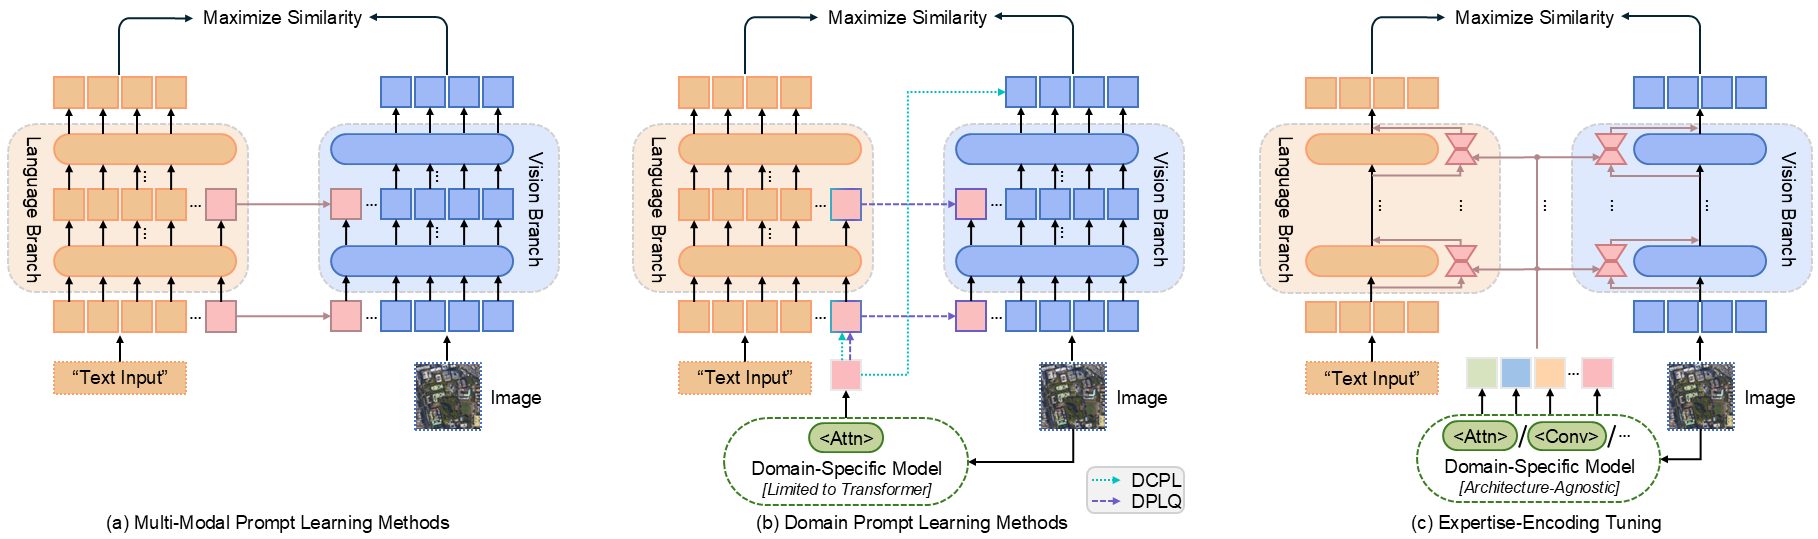 Maximize Similarity
Language Branch
Vision Branch
...
...
...
...
...
...
“Text Input”
Image
(a) Multi-Modal Prompt Learning Methods
Maximize Similarity
Language Branch
Vision Branch
...
...
...
...
...
...
“Text Input”
Image
<Attn>
Domain-Specific Model
[Limited to Transformer]
DCPL
DPLQ
(b) Domain Prompt Learning Methods
Maximize Similarity
Language Branch
Vision Branch
...
...
...
...
...
“Text Input”
...
Image
<Attn> / <Conv> / ...
Domain-Specific Model
[Architecture-Agnostic]
(c) Expertise-Encoding Tuning